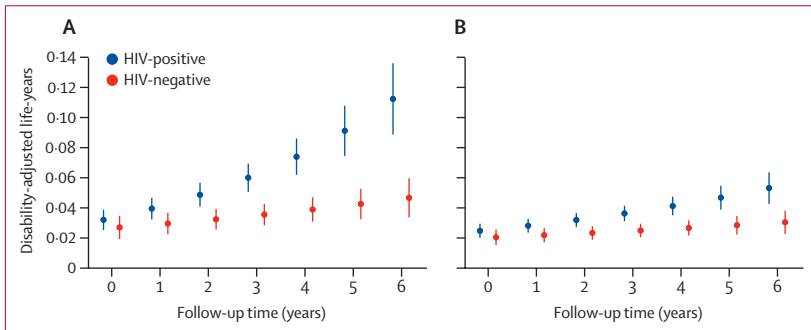 A
B
Disability-adjusted life-years
0·14
0·12
0·10
0·08
0·06
0·04
0·02
0
HIV-positive
HIV-negative
0 1 2 3 4 5 6
0 1 2 3 4 5 6
Follow-up time (years)
Follow-up time (years)